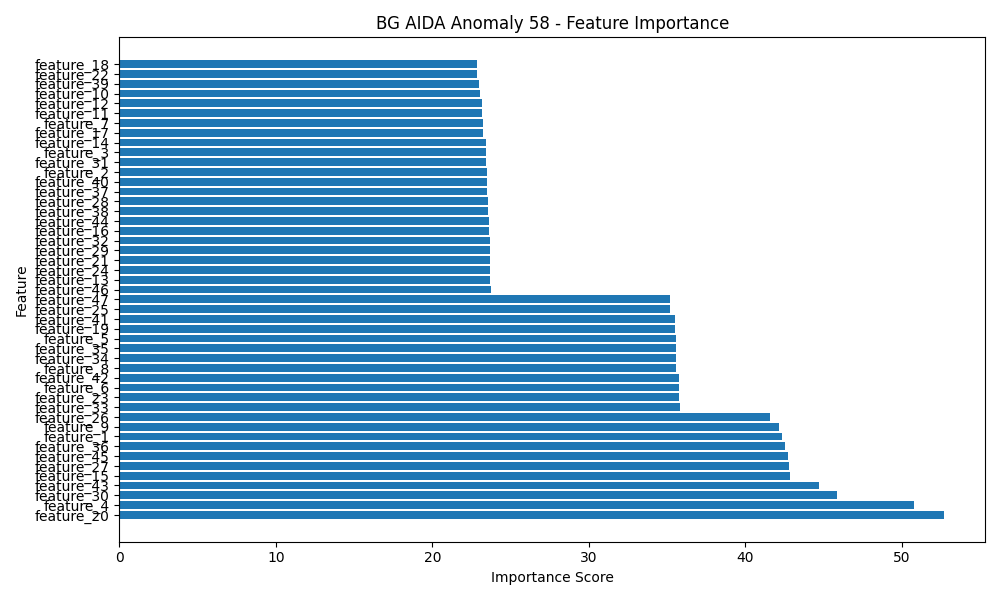 BG AIDA Anomaly 58 - Feature Importance
feature_18
feature_22
feature_39
feature_10
feature_12
feature_11
feature_7
feature_17
feature_14
feature_3
feature_31
feature_2
feature_40
feature_37
feature_28
feature_38
feature_44
feature_16
feature_32
feature_29
feature_21
feature_24
feature_13
feature_46
feature_47
feature_25
feature_41
feature_19
feature_5
feature_35
feature_34
feature_8
feature_42
feature_6
feature_23
feature_33
feature_26
feature_9
feature_1
feature_36
feature_45
feature_27
feature_15
feature_43
feature_30
feature_4
feature_20
Feature
0 10 20 30 40 50
Importance Score